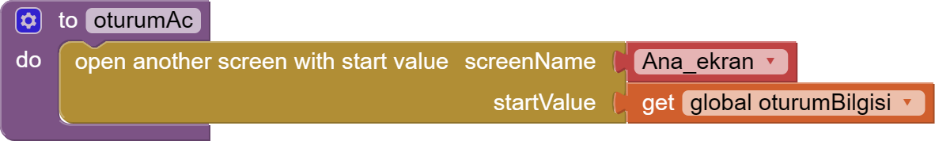 to oturumAc
do open another screen with start value screenName Ana_ekran
startValue get global oturumBilgisi